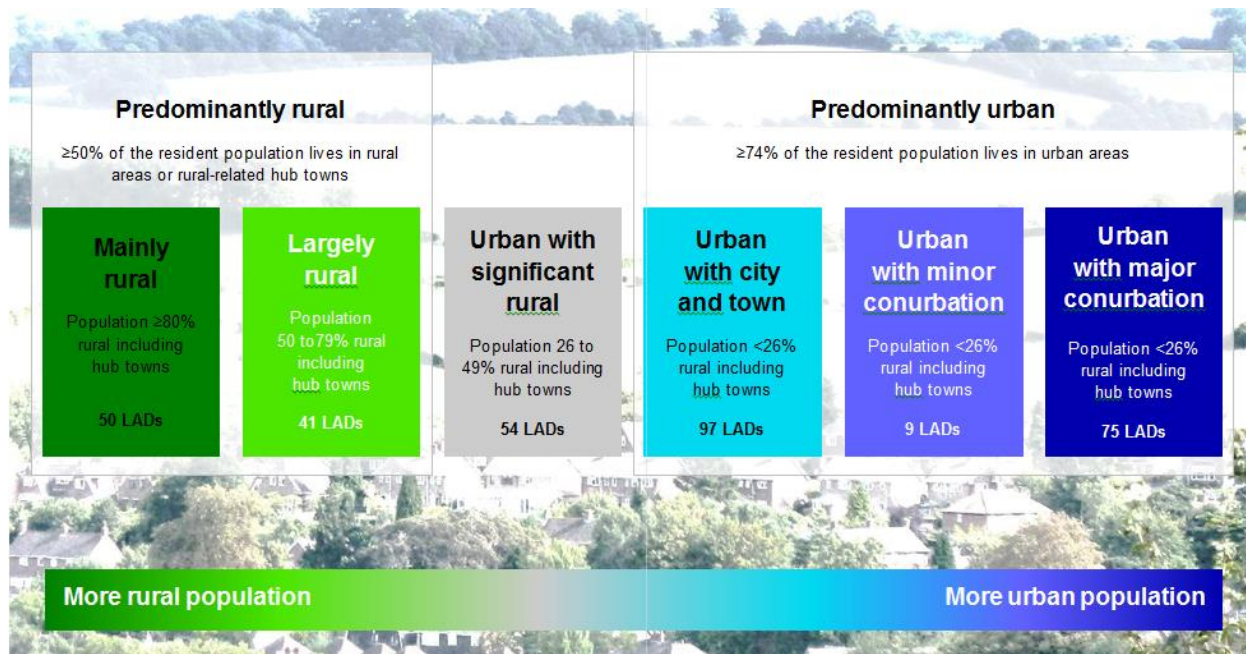 Predominantly rural
≥50% of the resident population lives in rural
areas or rural-related hub towns
Predominantly urban
≥74% of the resident population lives in urban areas
Mainly
rural
Population ≥80%
rural including
hub towns
50 LADs
Largely
rural
Population
50 to79% rural
including
hub towns
41 LADs
Urban with
significant
rural
Population 26 to
49% rural including
hub towns
54 LADs
Urban
with city
and town
Population <26%
rural including
hub towns
97 LADs
Urban
with minor
conurbation
Population <26%
rural including
hub towns
9 LADs
Urban
with major
conurbation
Population <26%
rural including
hub towns
75 LADs
More rural population
More urban population